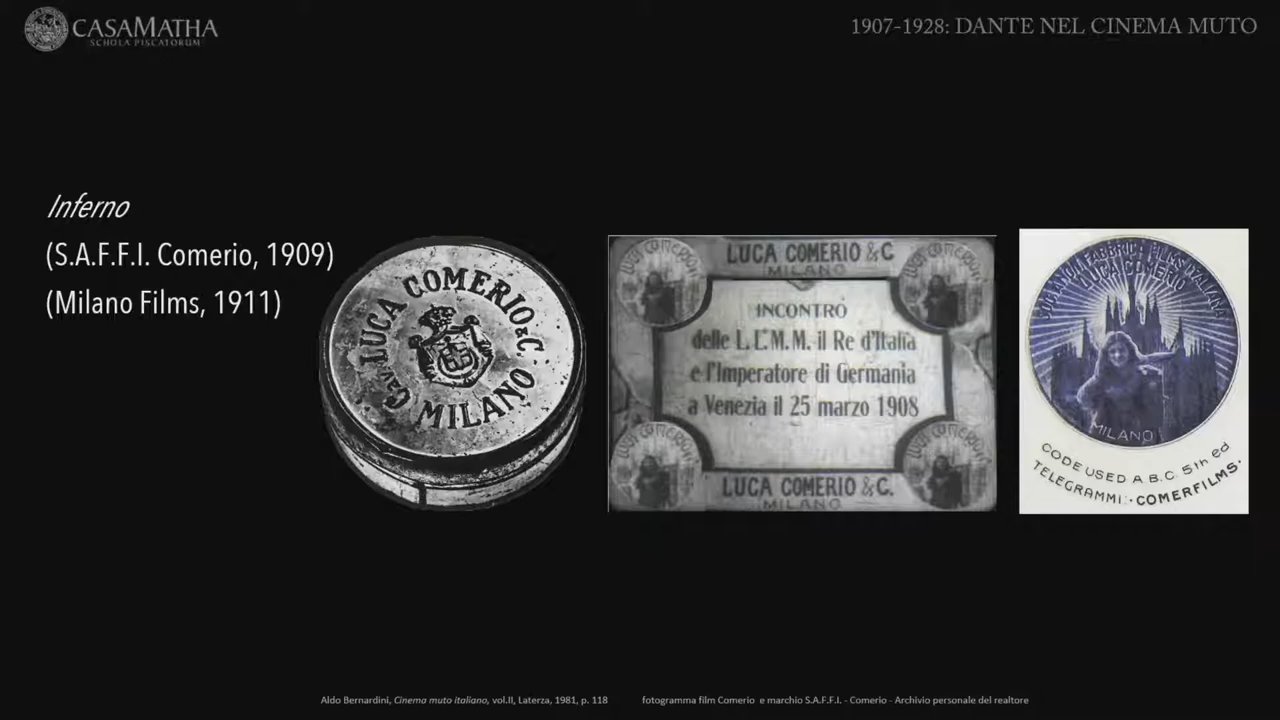 CASAMATHA
SCHOLA PISCATORUM
1907-1928: DANTE NEL CINEMA MUTO
Inferno
(S.A.F.F.I. Comerio, 1909)
(Milano Films, 1911)
Cav. LUCA COMERIO & C.
MILANO
LUCA COMERIO & C
MILANO
INCONTRO
delle L.L.M.M. il Re d'Italia
e l'Imperatore di Germania
a Venezia il 25 marzo 1908
LUCA COMERIO & C.
MILANO
LUCA COMERIO
MILANO
CODE USED A.B.C. 5th ed
TELEGRAMMI: · COMERFILMS ·
Aldo Bernardini, Cinema muto italiano, vol.II, Laterza, 1981, p. 118
fotogramma film Comerio e marchio S.A.F.F.I. - Comerio - Archivio personale del realtore